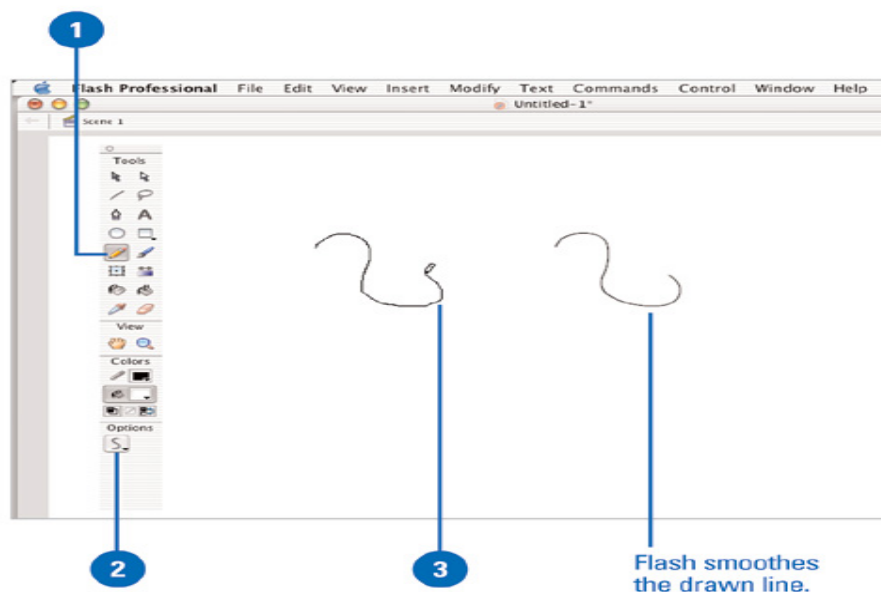 1
Flash Professional File Edit View Insert Modify Text Commands Control Window Help
Untitled-1*
Scene 1
Tools
A
View
Colors
Options
S
2
3
Flash smoothes
the drawn line.